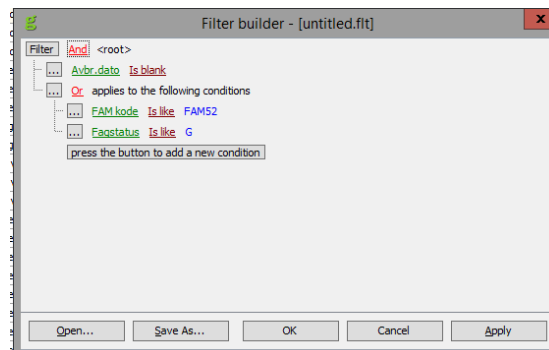 Filter builder - [untitled.flt]
x
Filter And <root>
... Avbr.dato Is blank
... Or applies to the following conditions
... FAM kode Is like FAM52
... Fagstatus Is like G
press the button to add a new condition
Open... Save As... OK Cancel Apply